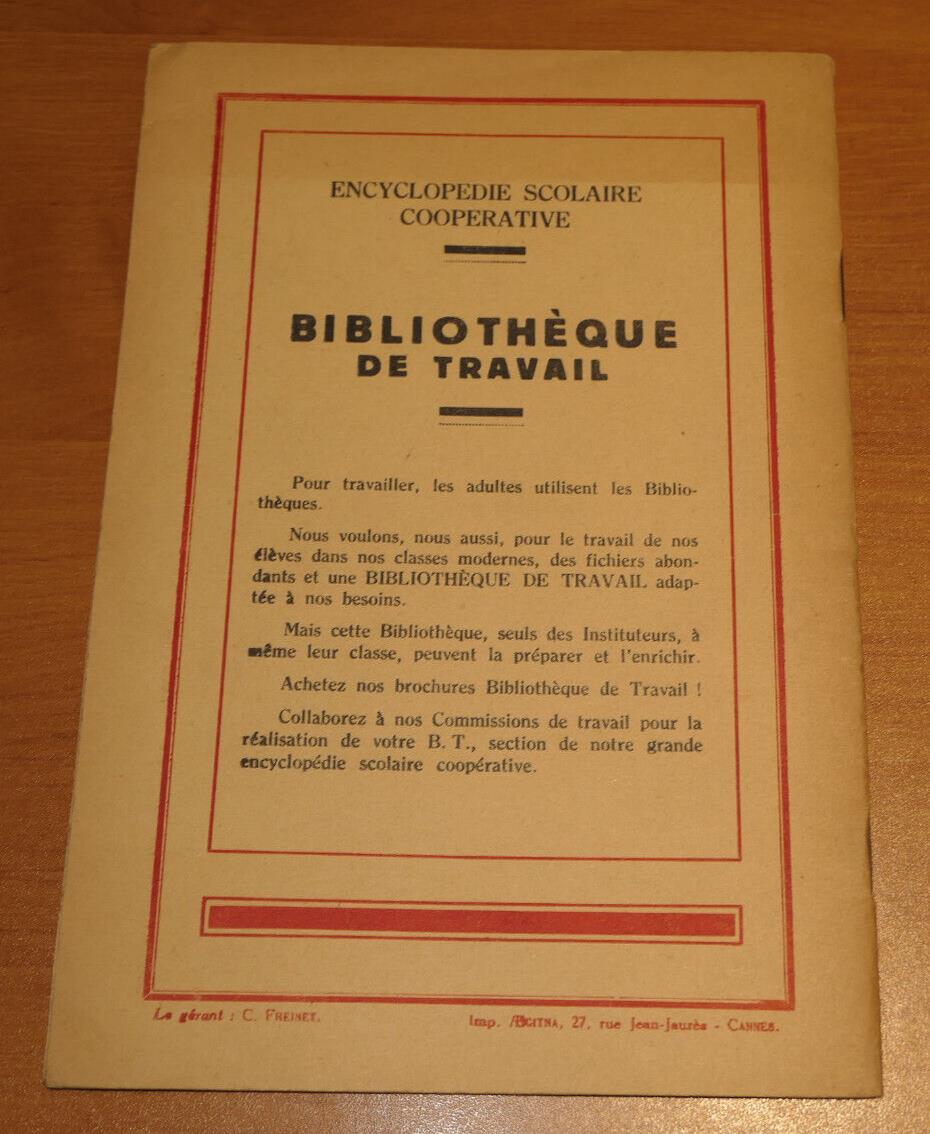 ENCYCLOPEDIE SCOLAIRE
COOPERATIVE
BIBLIOTHÈQUE
DE TRAVAIL
Pour travailler, les adultes utilisent les Biblio-
thèques.
Nous voulons, nous aussi, pour le travail de nos
élèves dans nos classes modernes, des fichiers abon-
dants et une BIBLIOTHÈQUE DE TRAVAIL adap-
tée à nos besoins.
Mais cette Bibliothèque, seuls des Instituteurs, à
même leur classe, peuvent la préparer et l'enrichir.
Achetez nos brochures Bibliothèque de Travail !
Collaborez à nos Commissions de travail pour la
réalisation de votre B. T., section de notre grande
encyclopédie scolaire coopérative.
Le gérant : C. FREINET.
Imp. ÆGITNA, 27, rue Jean-Jaurès - CANNES.